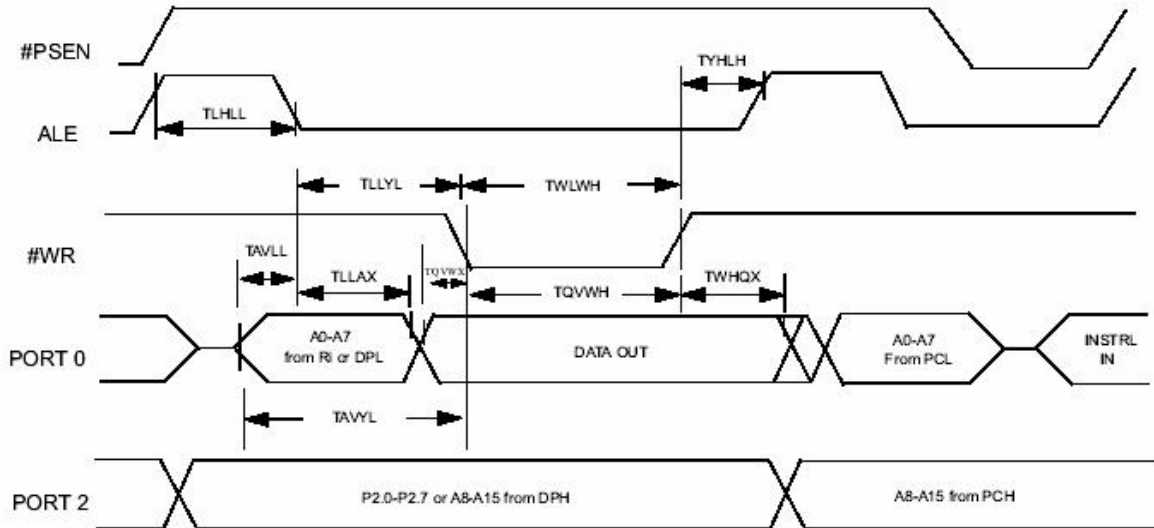 #PSEN
TYHLH
TLHLL
ALE
TLLYL
TWLWH
#WR
TAVLL
TQVWX
TLLAX
TQVWH
TWHQX
PORT 0
A0-A7
from RI or DPL
DATA OUT
A0-A7
From PCL
INSTRL
IN
TAVYL
PORT 2
P2.0-P2.7 or A8-A15 from DPH
A8-A15 from PCH